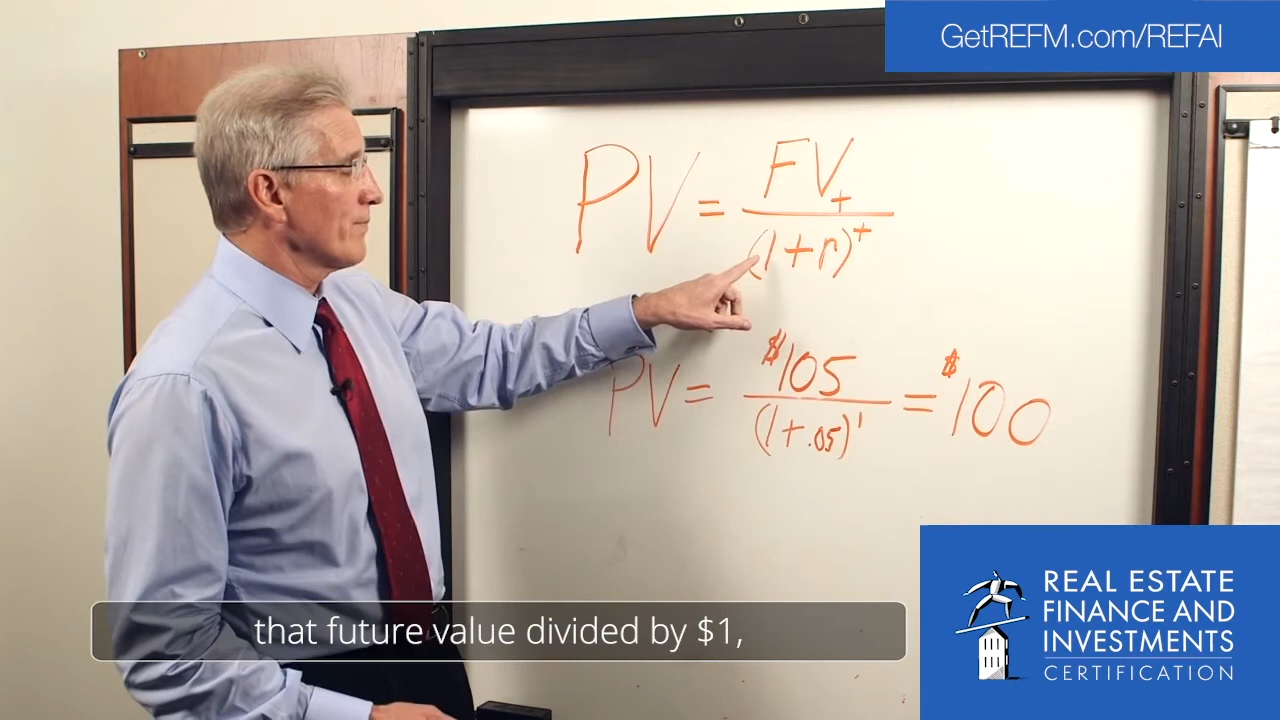 GetREFM.com/REFAI
PV = FVt / (1 + r)^t
PV = $105 / (1 + .05)^1 = $100
that future value divided by $1,
REAL ESTATE
FINANCE AND
INVESTMENTS
CERTIFICATION